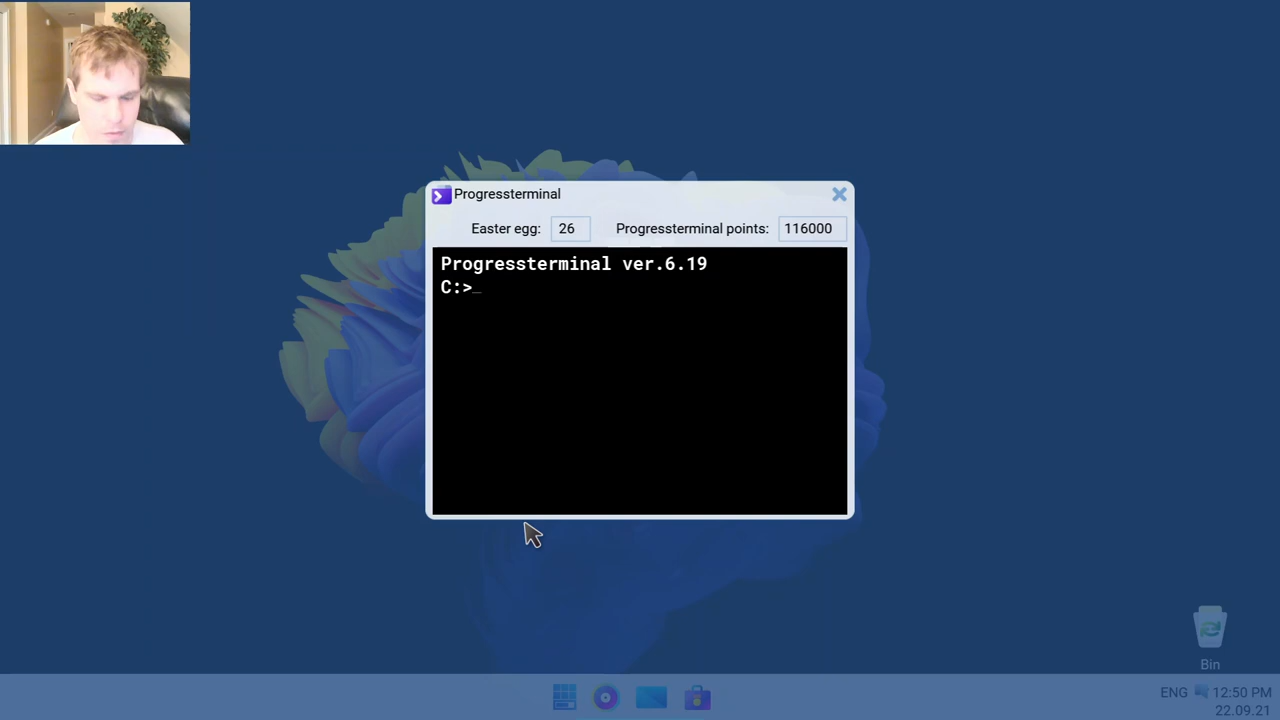 Progressterminal
Easter egg: 26 Progressterminal points: 116000
Progressterminal ver.6.19
C:>_
Bin
ENG 12:50 PM
22.09.21